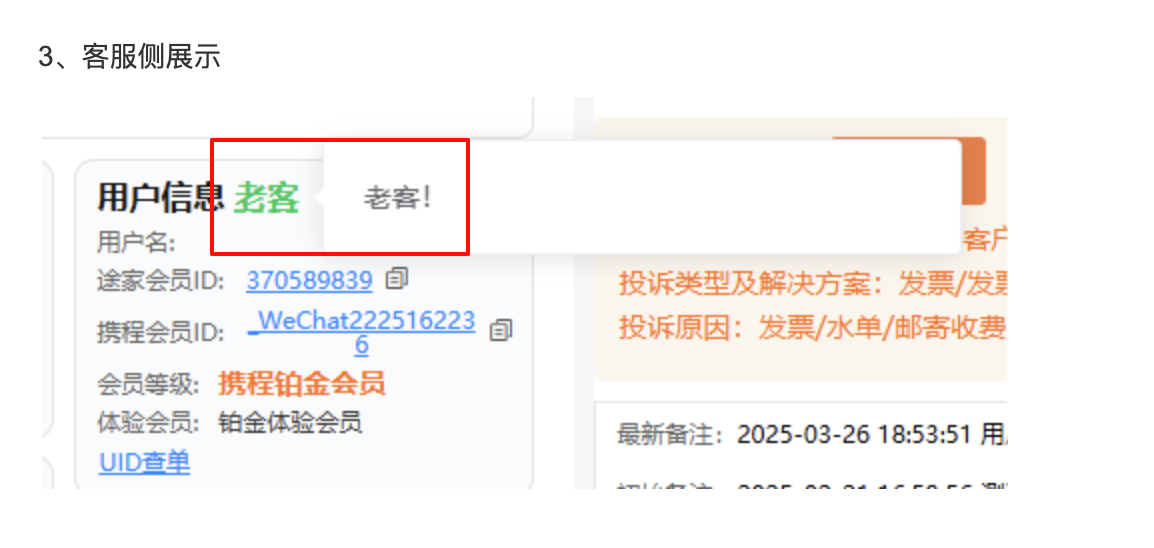 3、客服侧展示
用户信息 老客
老客！
用户名:
途家会员ID: 370589839
携程会员ID: _WeChat222516223
6
会员等级: 携程铂金会员
体验会员: 铂金体验会员
UID查单
客户
投诉类型及解决方案：发票/发票
投诉原因：发票/水单/邮寄收费
最新备注：2025-03-26 18:53:51 用